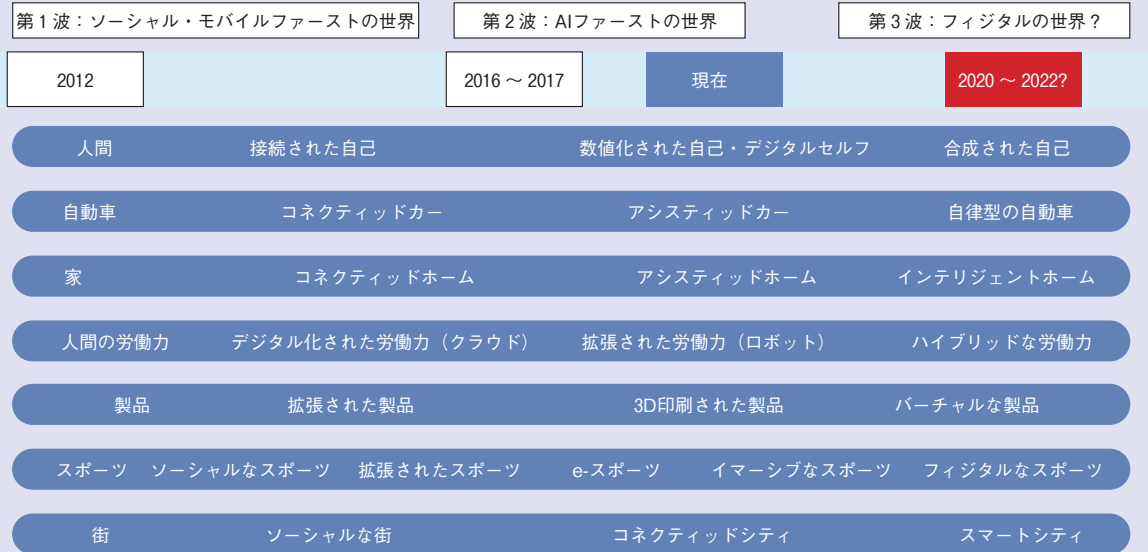 第1波：ソーシャル・モバイルファーストの世界 第2波：AIファーストの世界 第3波：フィジタルの世界？
2012 2016～2017 現在 2020～2022?
人間 接続された自己 数値化された自己・デジタルセルフ 合成された自己
自動車 コネクティッドカー アシスティッドカー 自律型の自動車
家 コネクティッドホーム アシスティッドホーム インテリジェントホーム
人間の労働力 デジタル化された労働力（クラウド） 拡張された労働力（ロボット） ハイブリッドな労働力
製品 拡張された製品 3D印刷された製品 バーチャルな製品
スポーツ ソーシャルなスポーツ 拡張されたスポーツ e-スポーツ イマーシブなスポーツ フィジタルなスポーツ
街 ソーシャルな街 コネクティッドシティ スマートシティ